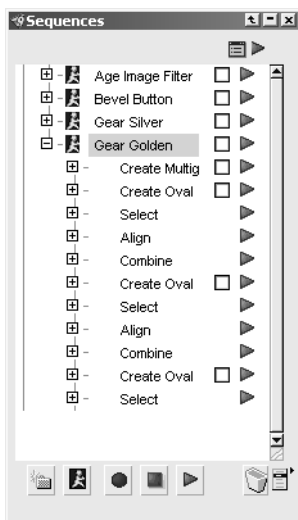 Sequences
Age Image Filter
Bevel Button
Gear Silver
Gear Golden
Create Multig
Create Oval
Select
Align
Combine
Create Oval
Select
Align
Combine
Create Oval
Select